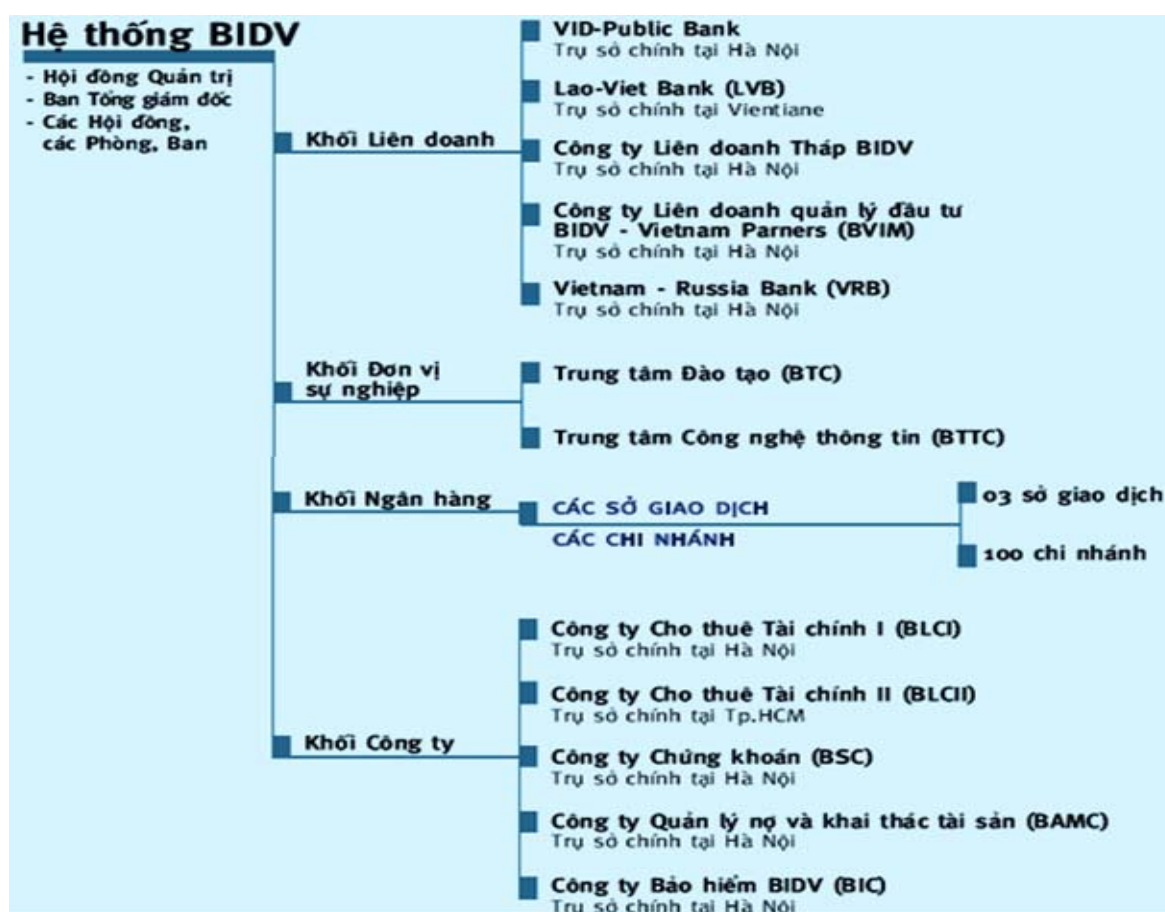 Hệ thống BIDV
- Hội đồng Quản trị
- Ban Tổng giám đốc
- Các Hội đồng,
các Phòng, Ban
Khối Liên doanh
VID-Public Bank
Trụ sở chính tại Hà Nội
Lao-Viet Bank (LVB)
Trụ sở chính tại Vientiane
Công ty Liên doanh Tháp BIDV
Trụ sở chính tại Hà Nội
Công ty Liên doanh quản lý đầu tư
BIDV - Vietnam Parners (BVIM)
Trụ sở chính tại Hà Nội
Vietnam - Russia Bank (VRB)
Trụ sở chính tại Hà Nội
Khối Đơn vị
sự nghiệp
Trung tâm Đào tạo (BTC)
Trung tâm Công nghệ thông tin (BTTC)
Khối Ngân hàng
CÁC SỞ GIAO DỊCH
CÁC CHI NHÁNH
03 sở giao dịch
100 chi nhánh
Khối Công ty
Công ty Cho thuê Tài chính I (BLCI)
Trụ sở chính tại Hà Nội
Công ty Cho thuê Tài chính II (BLCII)
Trụ sở chính tại Tp.HCM
Công ty Chứng khoán (BSC)
Trụ sở chính tại Hà Nội
Công ty Quản lý nợ và khai thác tài sản (BAMC)
Trụ sở chính tại Hà Nội
Công ty Bảo hiểm BIDV (BIC)
Trụ sở chính tại Hà Nội